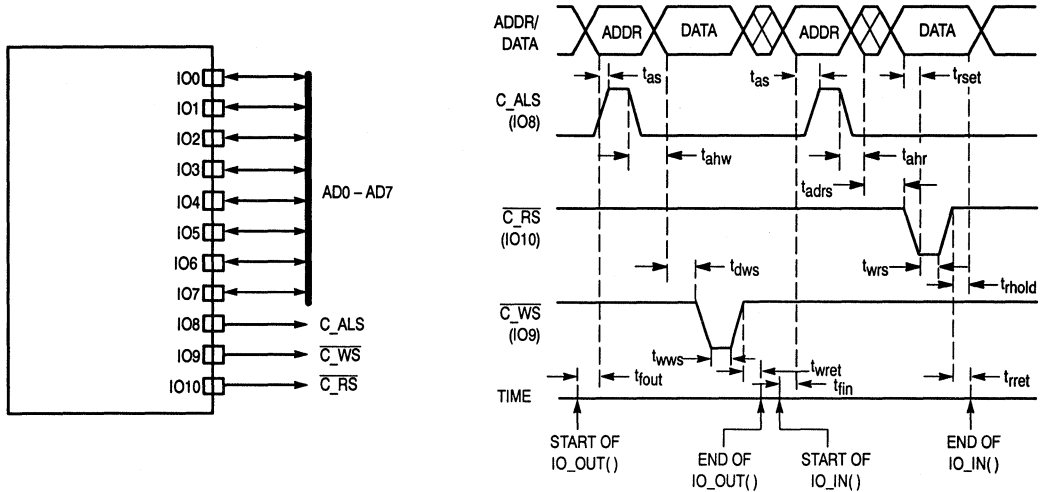 IO0
IO1
IO2
IO3
IO4
IO5
IO6
IO7
IO8
IO9
IO10
AD0 – AD7
C_ALS
C_WS
C_RS
ADDR/
DATA
ADDR
DATA
ADDR
DATA
tas
tas
trset
C_ALS
(IO8)
tahw
tahr
tadrs
C_RS
(IO10)
tdws
twrs
trhold
C_WS
(IO9)
twws
twret
tfout
tfin
trret
TIME
START OF
IO_OUT( )
END OF
IO_OUT( )
START OF
IO_IN( )
END OF
IO_IN( )